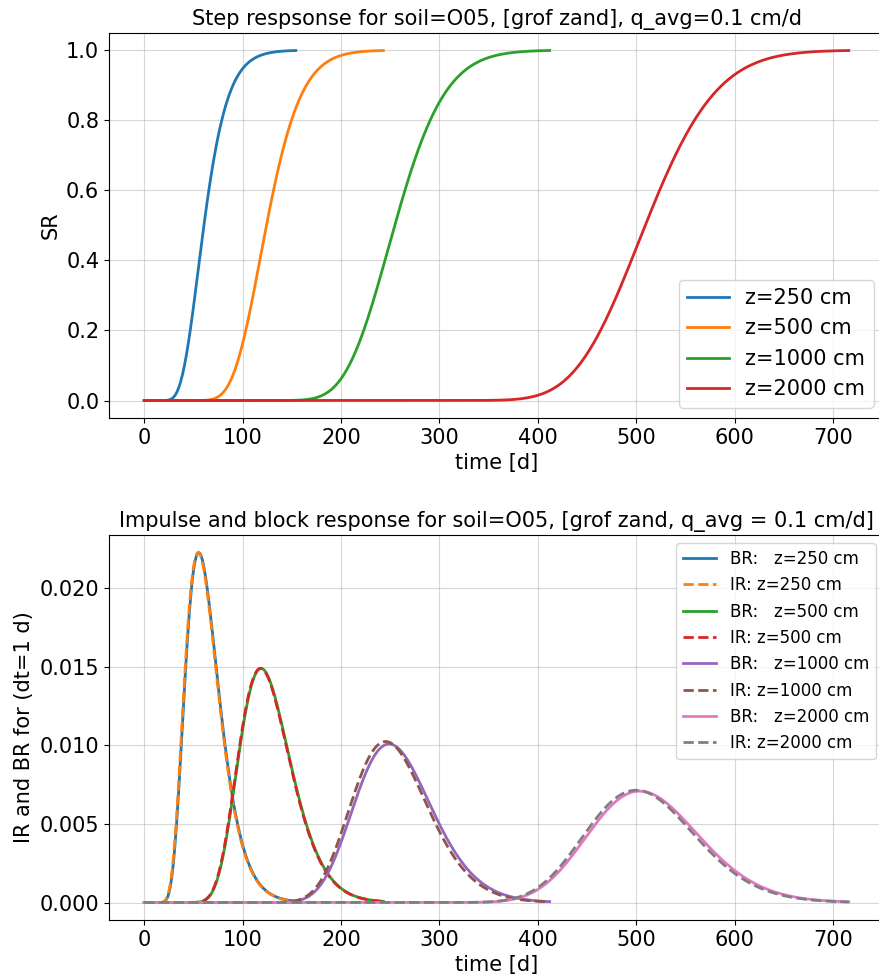 Step respsonse for soil=O05, [grof zand], q_avg=0.1 cm/d
1.0
0.8
0.6
0.4
0.2
0.0
SR
z=250 cm
z=500 cm
z=1000 cm
z=2000 cm
0 100 200 300 400 500 600 700
time [d]
Impulse and block response for soil=O05, [grof zand, q_avg = 0.1 cm/d]
0.020
0.015
0.010
0.005
0.000
IR and BR for (dt=1 d)
BR: z=250 cm
IR: z=250 cm
BR: z=500 cm
IR: z=500 cm
BR: z=1000 cm
IR: z=1000 cm
BR: z=2000 cm
IR: z=2000 cm
0 100 200 300 400 500 600 700
time [d]